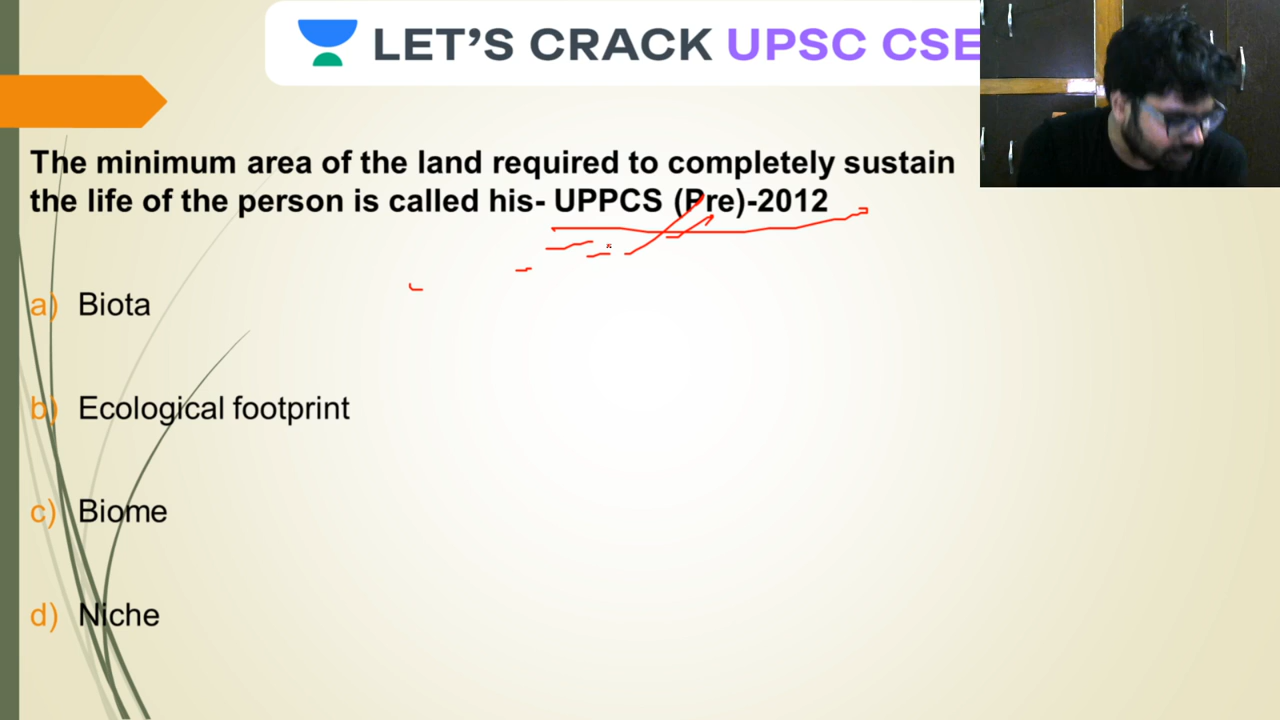 LET'S CRACK UPSC CSE
The minimum area of the land required to completely sustain
the life of the person is called his- UPPCS (Pre)-2012
a) Biota
b) Ecological footprint
c) Biome
d) Niche